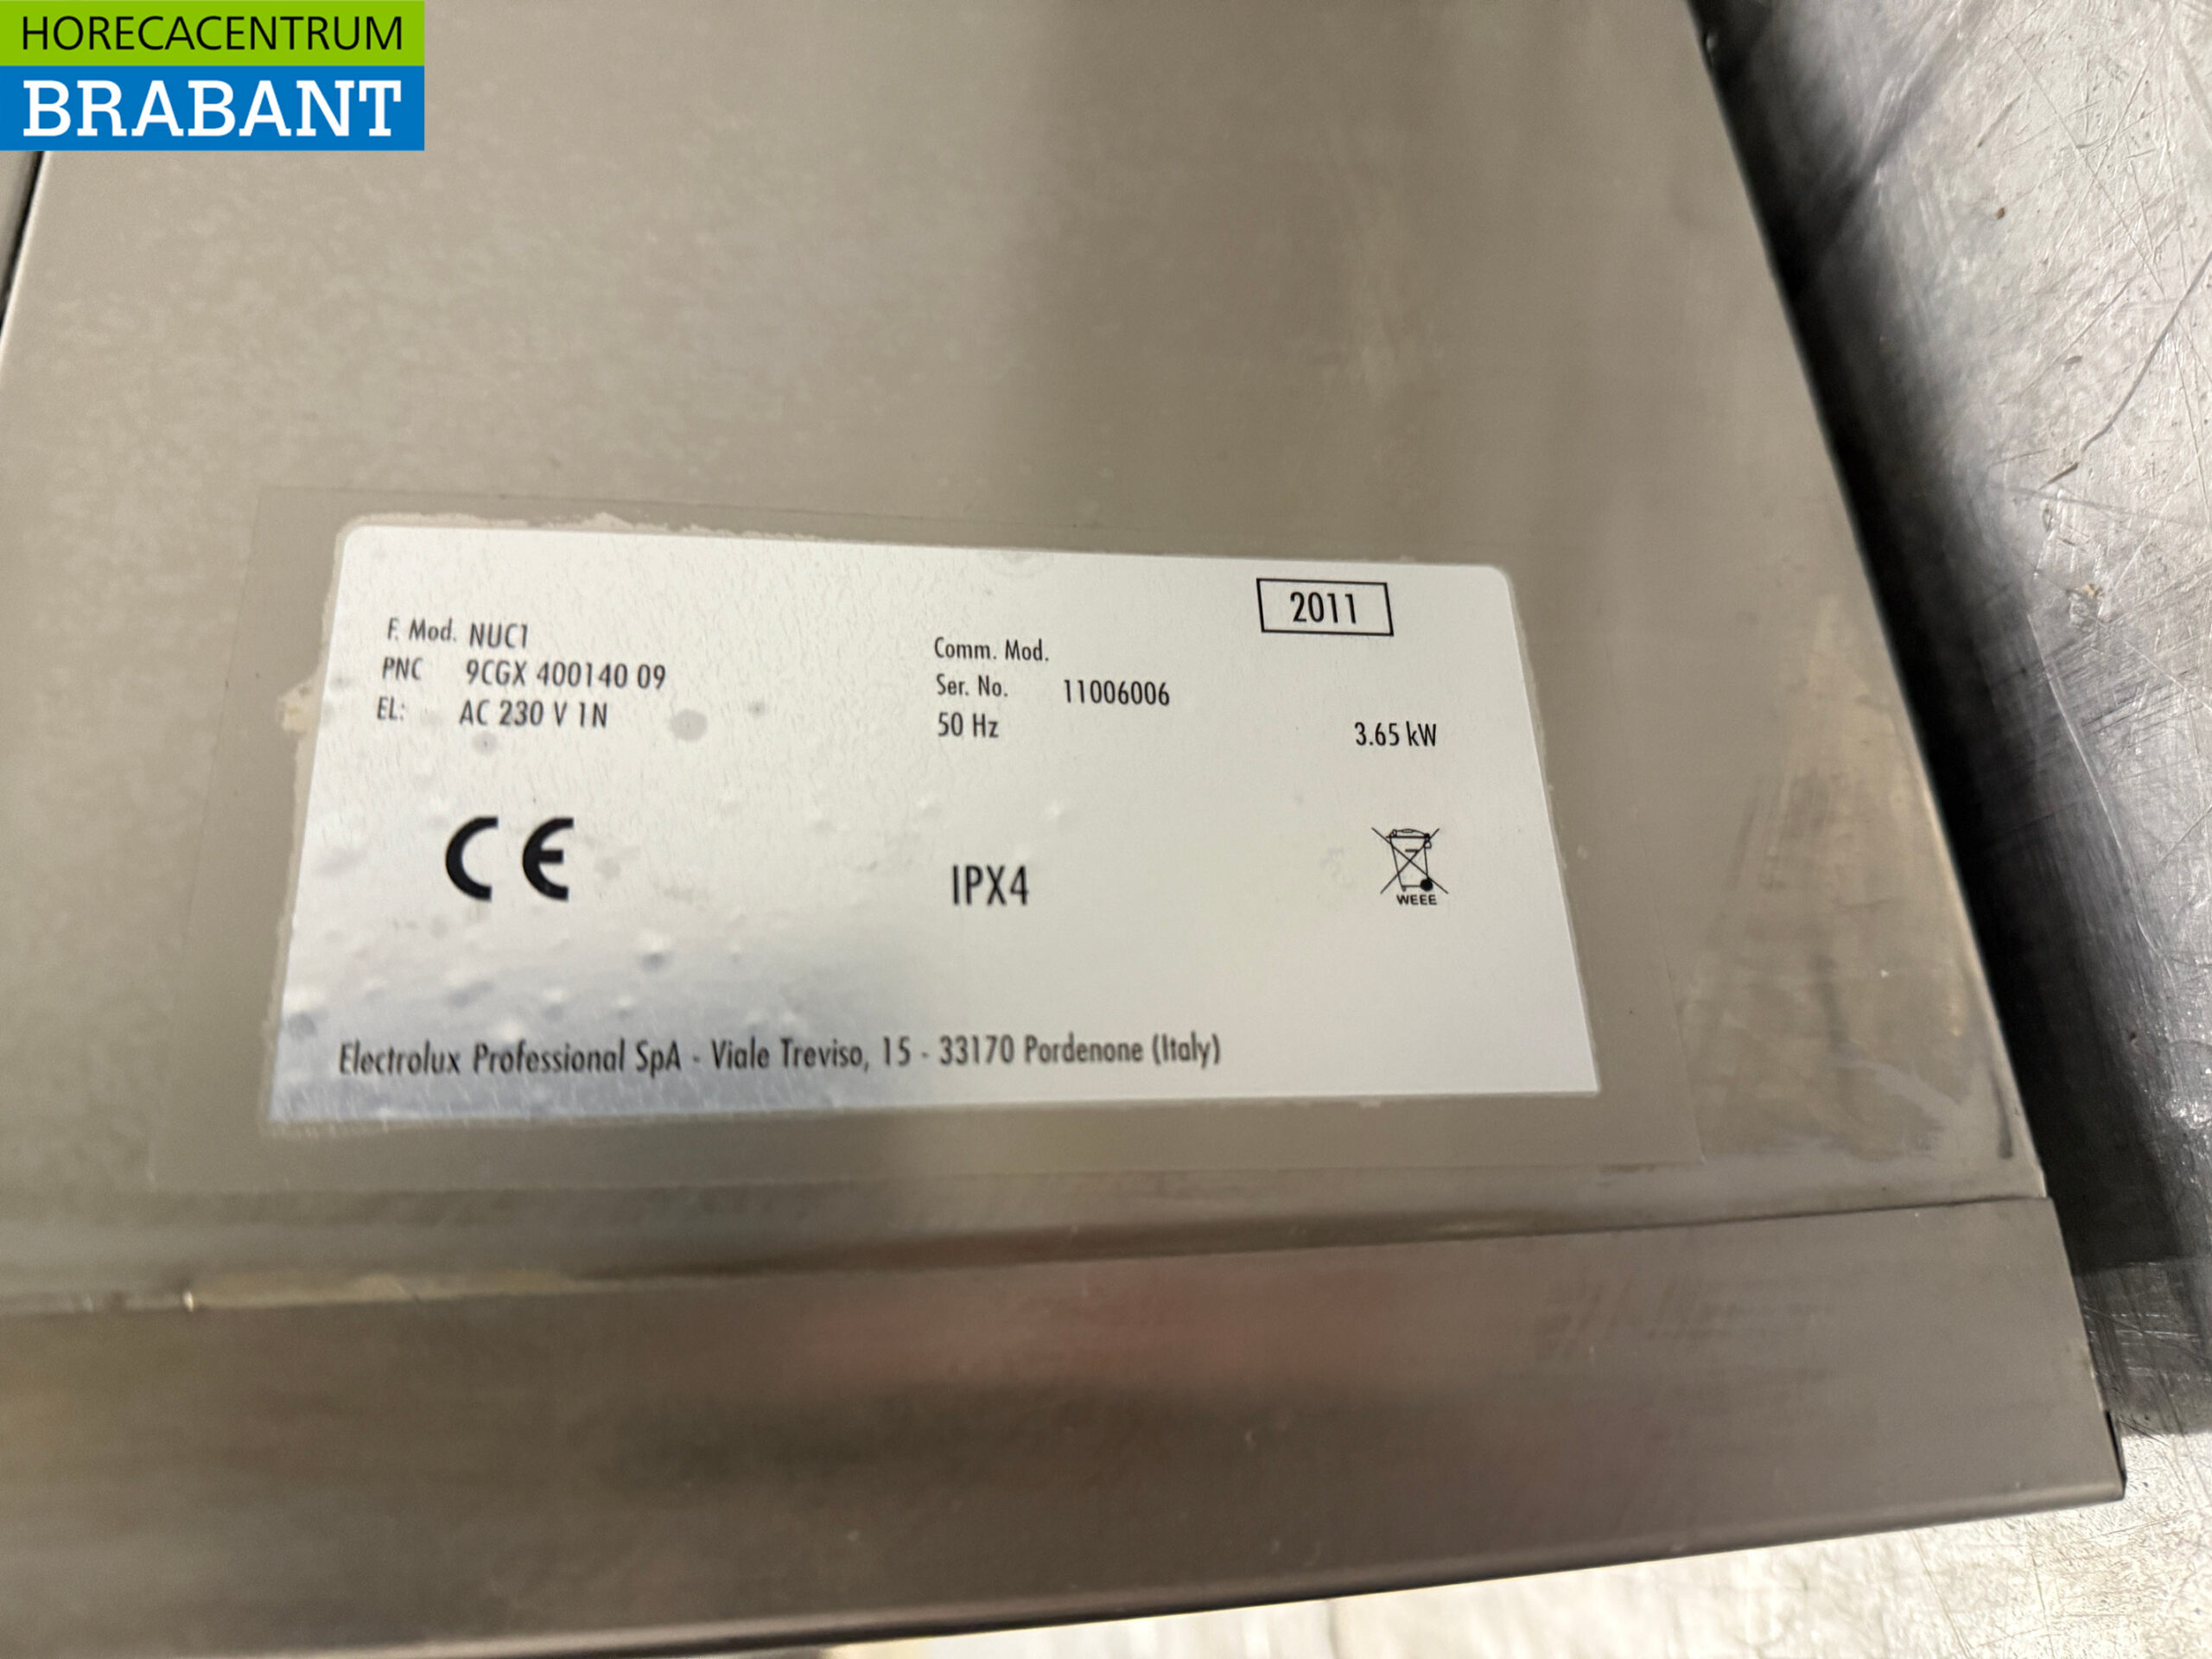 HORECACENTRUM
BRABANT
2011
F. Mod. NUC1
Comm. Mod.
PNC 9CGX 400140 09
Ser. No. 11006006
EL: AC 230 V 1N
50 Hz
3.65 kW
CE
IPX4
WEEE
Electrolux Professional SpA - Viale Treviso, 15 - 33170 Pordenone (Italy)